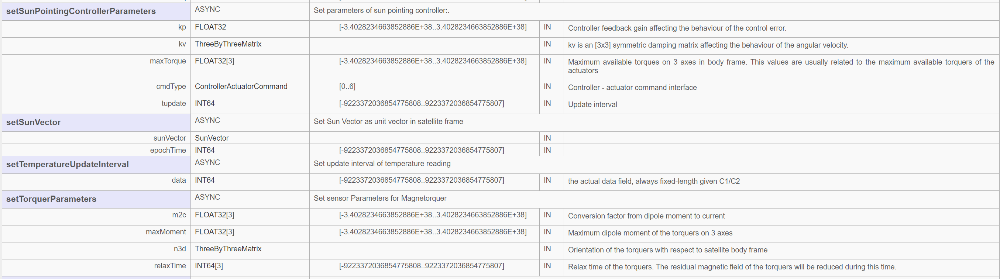 setSunPointingControllerParameters ASYNC Set parameters of sun pointing controller:.
kp FLOAT32 [-3.4028234663852886E+38..3.4028234663852886E+38] IN Controller feedback gain affecting the behaviour of the control error.
kv ThreeByThreeMatrix IN kv is an [3x3] symmetric damping matrix affecting the behaviour of the angular velocity.
maxTorque FLOAT32[3] [-3.4028234663852886E+38..3.4028234663852886E+38] IN Maximum available torques on 3 axes in body frame. This values are usually related to the maximum available torquers of the
actuators
cmdType ControllerActuatorCommand [0..6] IN Controller - actuator command interface
tupdate INT64 [-9223372036854775808..9223372036854775807] IN Update interval
setSunVector ASYNC Set Sun Vector as unit vector in satellite frame
sunVector SunVector IN
epochTime INT64 [-9223372036854775808..9223372036854775807] IN
setTemperatureUpdateInterval ASYNC Set update interval of temperature reading
data INT64 [-9223372036854775808..9223372036854775807] IN the actual data field, always fixed-length given C1/C2
setTorquerParameters ASYNC Set sensor Parameters for Magnetorquer
m2c FLOAT32[3] [-3.4028234663852886E+38..3.4028234663852886E+38] IN Conversion factor from dipole moment to current
maxMoment FLOAT32[3] [-3.4028234663852886E+38..3.4028234663852886E+38] IN Maximum dipole moment of the torquers on 3 axes
n3d ThreeByThreeMatrix IN Orientation of the torquers with respect to satellite body frame
relaxTime INT64[3] [-9223372036854775808..9223372036854775807] IN Relax time of the torquers. The residual magnetic field of the torquers will be reduced during this time.